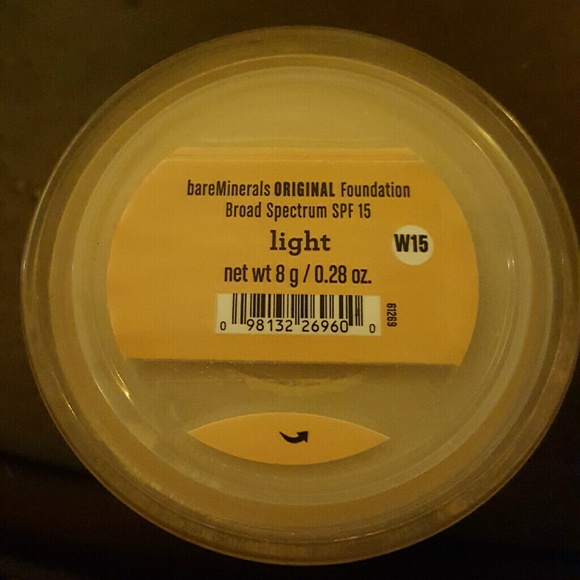 bareMinerals ORIGINAL Foundation
Broad Spectrum SPF 15
light
W15
net wt 8 g / 0.28 oz.
0 98132 26960 0
61269